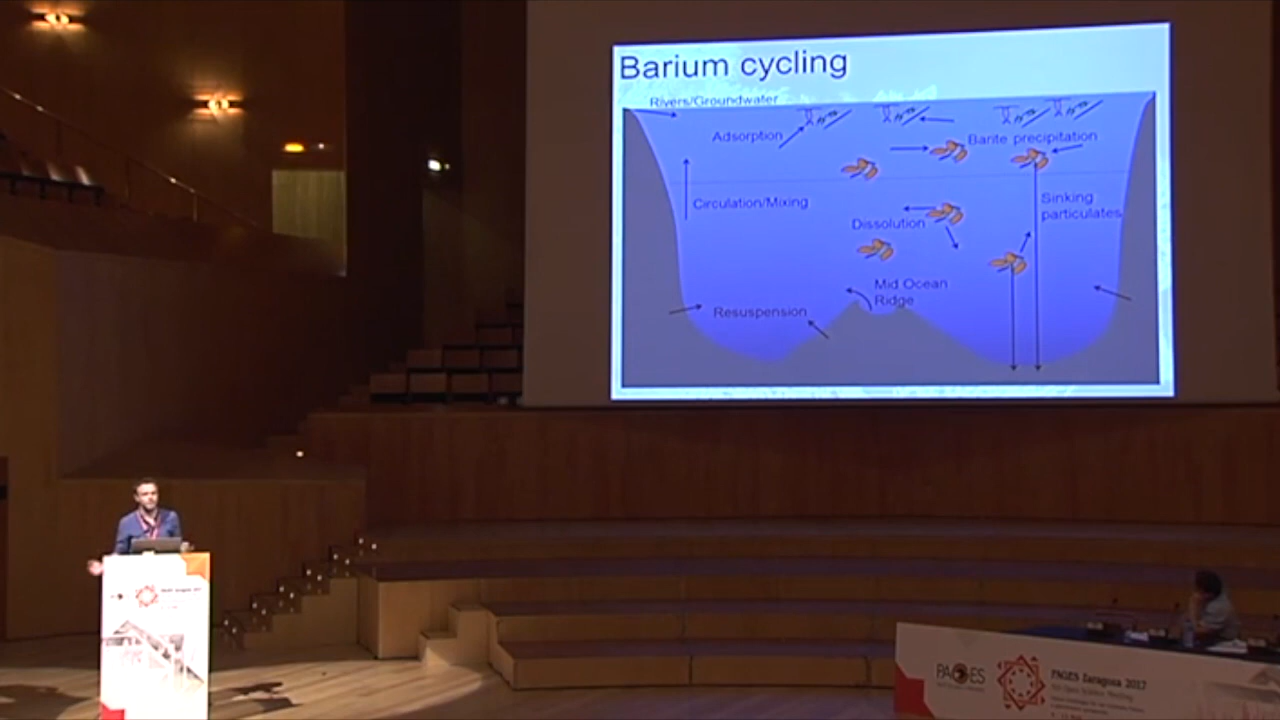 Barium cycling
Rivers/Groundwater
Adsorption
Barite precipitation
Circulation/Mixing
Sinking
particulates
Dissolution
Mid Ocean
Ridge
Resuspension
PAGES
PAGES Zaragoza 2017